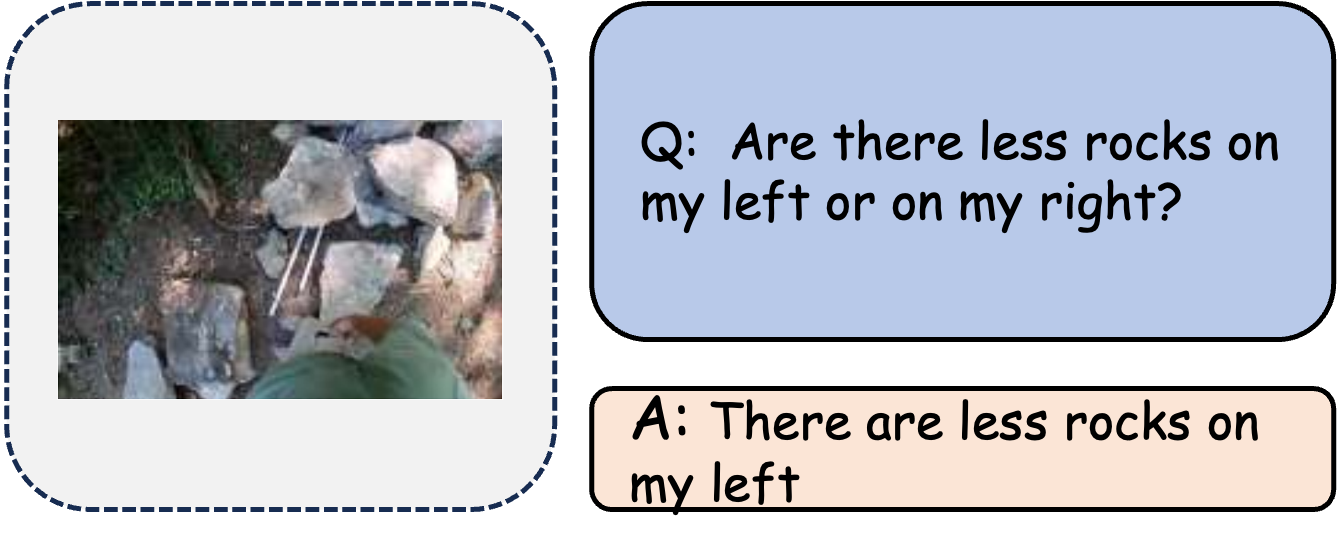 Q: Are there less rocks on
my left or on my right?
A: There are less rocks on
my left